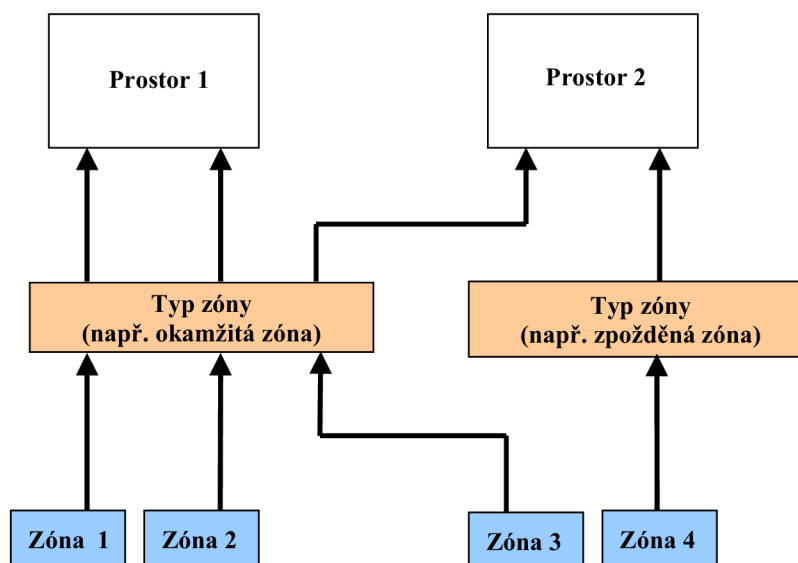 Prostor 1
Prostor 2
Typ zóny
(např. okamžitá zóna)
Typ zóny
(např. zpožděná zóna)
Zóna 1
Zóna 2
Zóna 3
Zóna 4